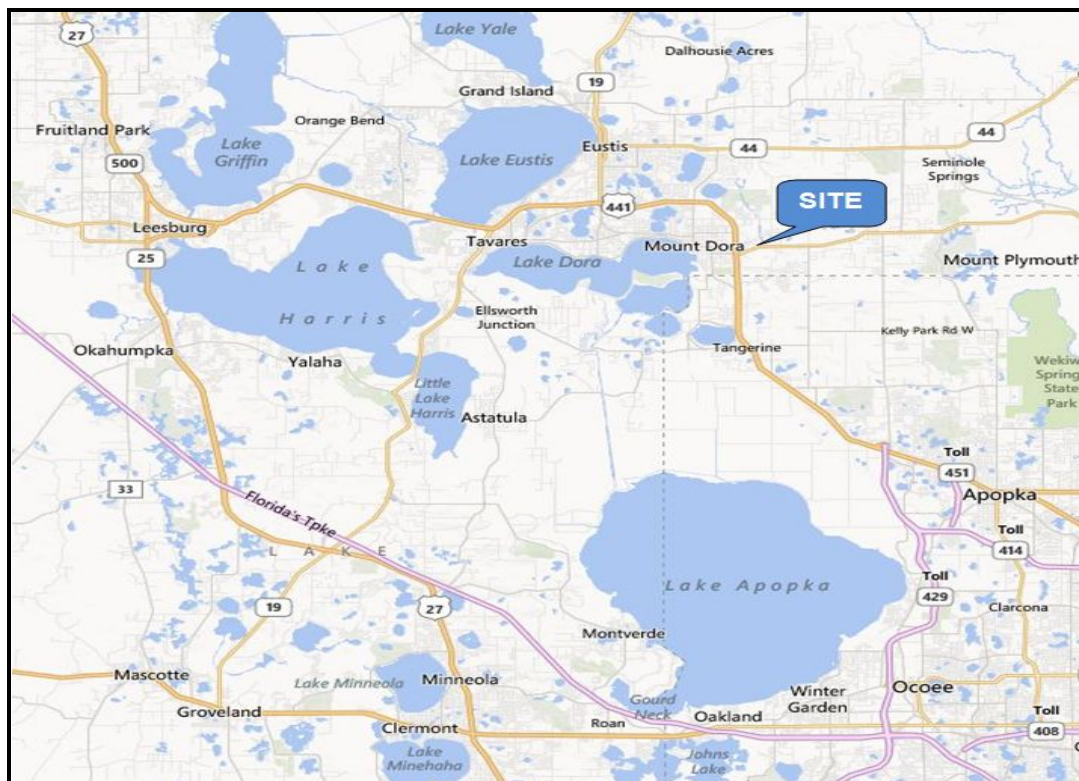 27
Lake Yale
Dalhousie Acres
19
Grand Island
Fruitland Park
Orange Bend
44
Eustis
Lake
Griffin
Lake Eustis
44
500
Seminole
Springs
SITE
441
Leesburg
Tavares
Mount Dora
25
Lake
Harris
Lake Dora
Mount Plymouth
Ellsworth
Junction
Kelly Park Rd W
Okahumpka
Yalaha
Tangerine
Spring
State
Park
Little
Lake
Harris
Astatula
Toll
451
33
Apopka
Florida's Tpke
Toll
414
LAKE
Lake Apopka
Toll
429
19
27
Clarcona
Montverde
Mascotte
Lake Minneola
Minneola
Ocoee
Groveland
Gourd
Neck
Winter
Garden
Toll
408
Clermont
Roan
Oakland
Lake
Minehaha
Johns
Lake